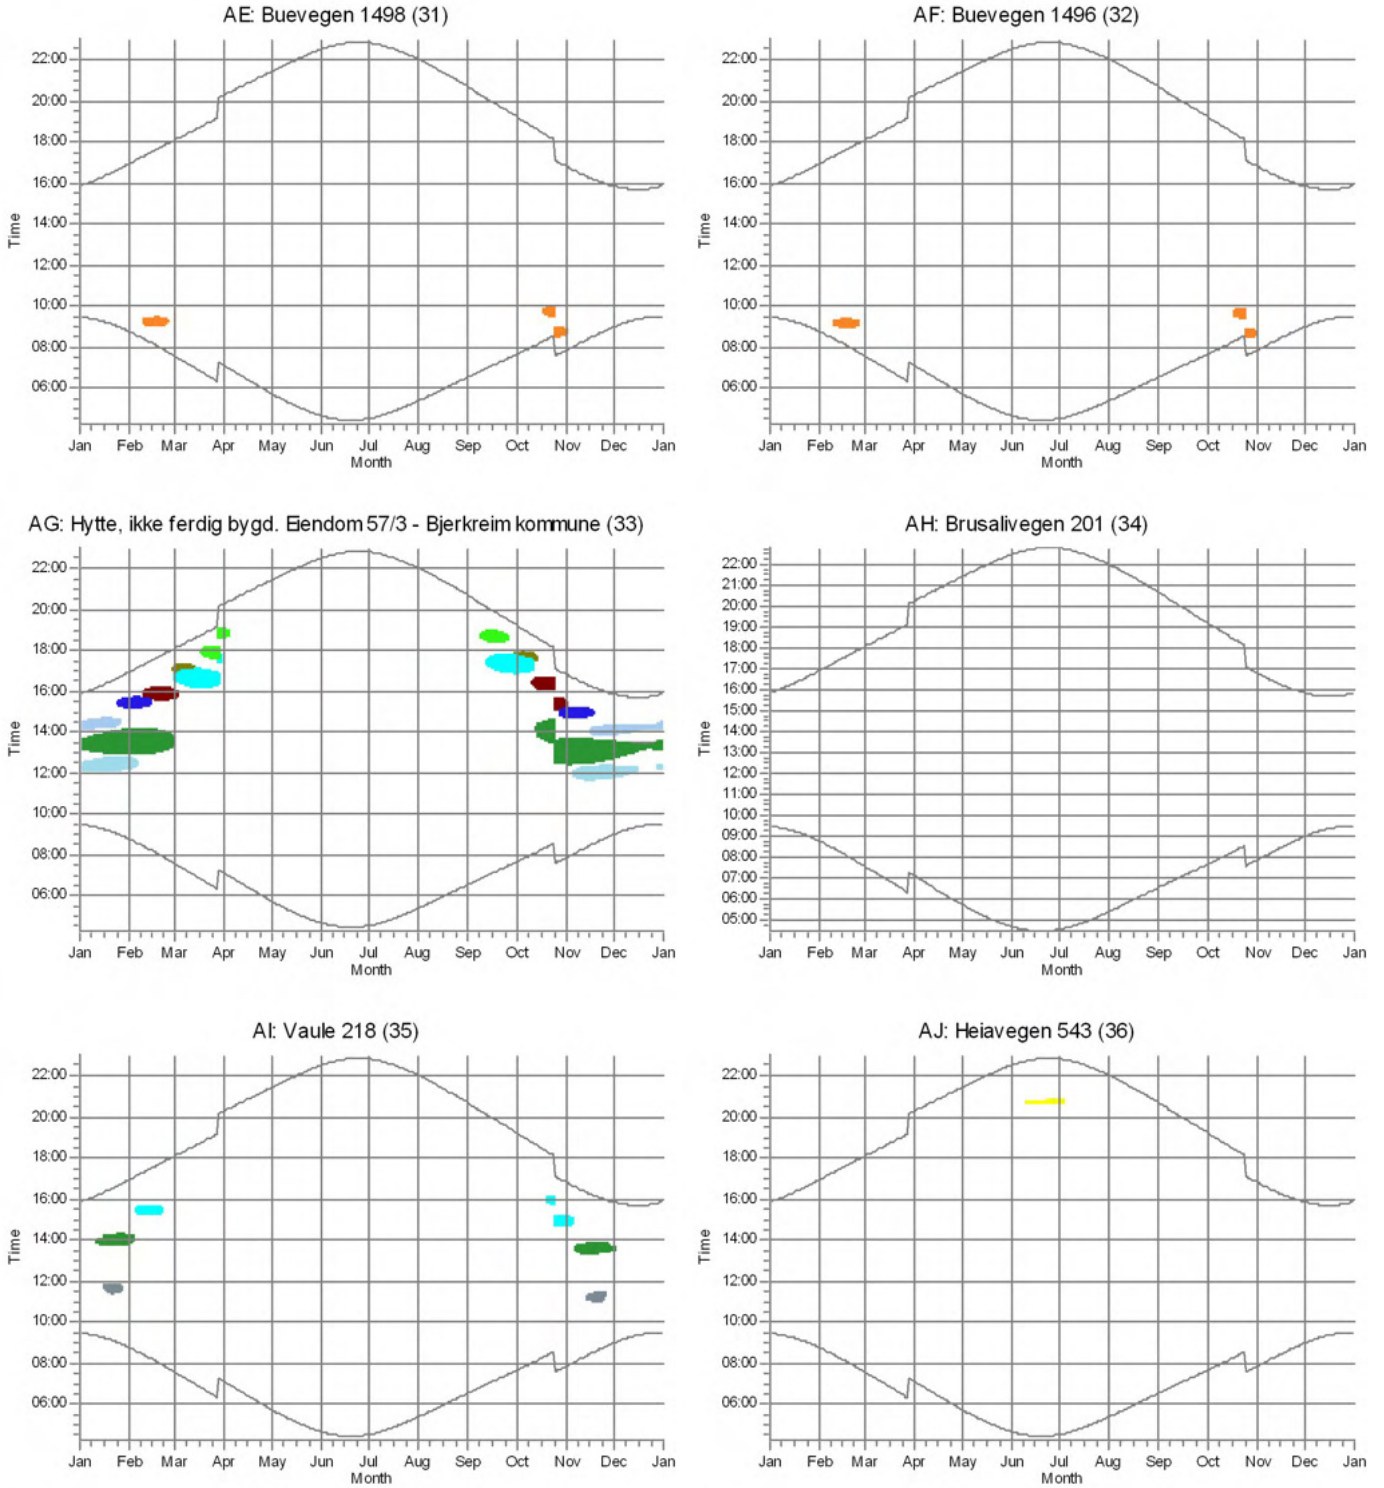 AE: Buevegen 1498 (31)
22:00
20:00
18:00
16:00
14:00
12:00
10:00
08:00
06:00
Time
Jan Feb Mar Apr May Jun Jul Aug Sep Oct Nov Dec Jan
Month
AF: Buevegen 1496 (32)
22:00
20:00
18:00
16:00
14:00
12:00
10:00
08:00
06:00
Time
Jan Feb Mar Apr May Jun Jul Aug Sep Oct Nov Dec Jan
Month
AG: Hytte, ikke ferdig bygd. Eiendom 57/3 - Bjerkreim kommune (33)
22:00
20:00
18:00
16:00
14:00
12:00
10:00
08:00
06:00
Time
Jan Feb Mar Apr May Jun Jul Aug Sep Oct Nov Dec Jan
Month
AH: Brusalivegen 201 (34)
22:00
21:00
20:00
19:00
18:00
17:00
16:00
15:00
14:00
13:00
12:00
11:00
10:00
09:00
08:00
07:00
06:00
05:00
Time
Jan Feb Mar Apr May Jun Jul Aug Sep Oct Nov Dec Jan
Month
AI: Vaule 218 (35)
22:00
20:00
18:00
16:00
14:00
12:00
10:00
08:00
06:00
Time
Jan Feb Mar Apr May Jun Jul Aug Sep Oct Nov Dec Jan
Month
AJ: Heiavegen 543 (36)
22:00
20:00
18:00
16:00
14:00
12:00
10:00
08:00
06:00
Time
Jan Feb Mar Apr May Jun Jul Aug Sep Oct Nov Dec Jan
Month